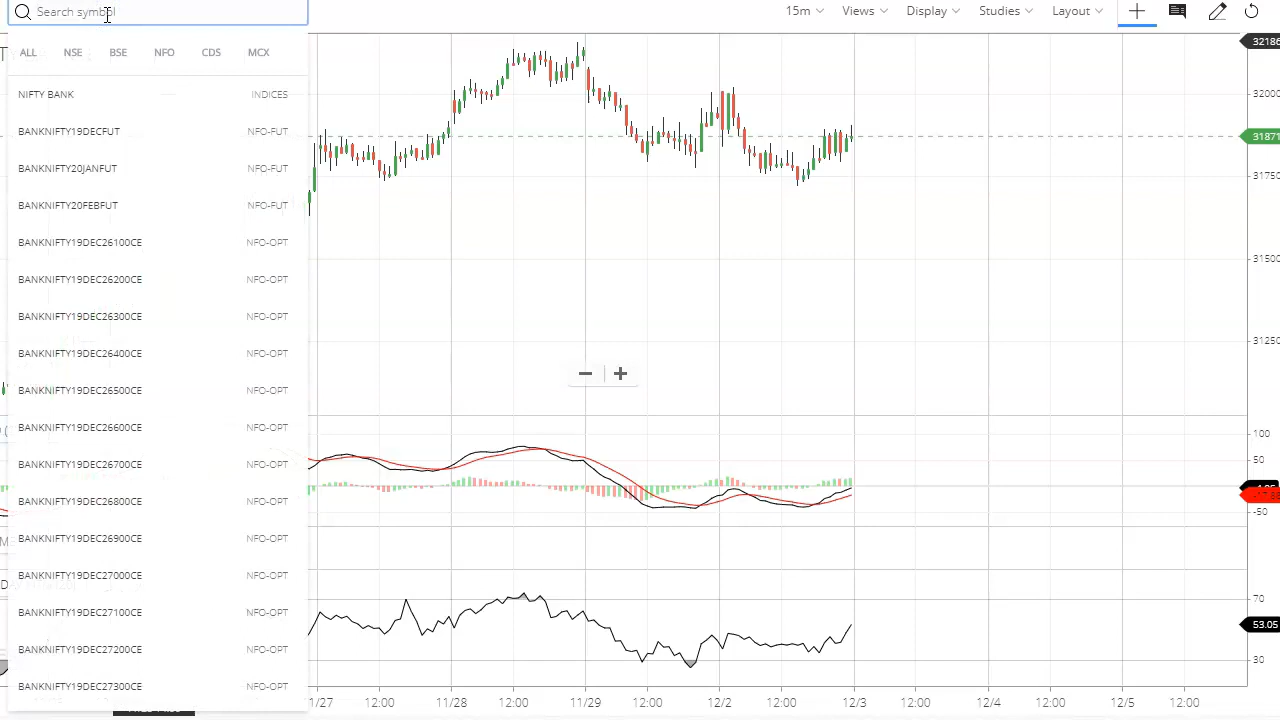 Search symbol
15m Views Display Studies Layout
ALL NSE BSE NFO CDS MCX
NIFTY BANK INDICES
BANKNIFTY19DECFUT NFO-FUT
BANKNIFTY20JANFUT NFO-FUT
BANKNIFTY20FEBFUT NFO-FUT
BANKNIFTY19DEC26100CE NFO-OPT
BANKNIFTY19DEC26200CE NFO-OPT
BANKNIFTY19DEC26300CE NFO-OPT
BANKNIFTY19DEC26400CE NFO-OPT
BANKNIFTY19DEC26500CE NFO-OPT
BANKNIFTY19DEC26600CE NFO-OPT
BANKNIFTY19DEC26700CE NFO-OPT
BANKNIFTY19DEC26800CE NFO-OPT
BANKNIFTY19DEC26900CE NFO-OPT
BANKNIFTY19DEC27000CE NFO-OPT
BANKNIFTY19DEC27100CE NFO-OPT
BANKNIFTY19DEC27200CE NFO-OPT
BANKNIFTY19DEC27300CE NFO-OPT
32186
32000
31871
31750
31500
31250
100
50
-50
70
53.05
30
1/27 12:00 11/28 12:00 11/29 12:00 12/2 12:00 12/3 12:00 12/4 12:00 12/5 12:00